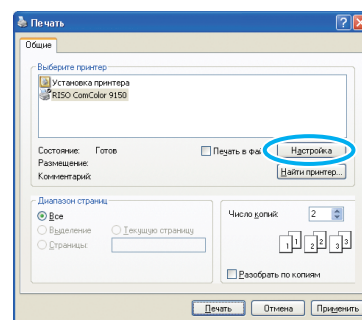 Печать
Общие
Выберите принтер
Установка принтера
RISO ComColor 9150
Состояние: Готов
Печать в фай
Настройка
Размещение:
Комментарий:
Найти принтер...
Диапазон страниц
Все
Выделение
Текущую страницу
Страницы:
Число копий: 2
1 1 2 2 3 3
Разобрать по копиям
Печать
Отмена
Применить